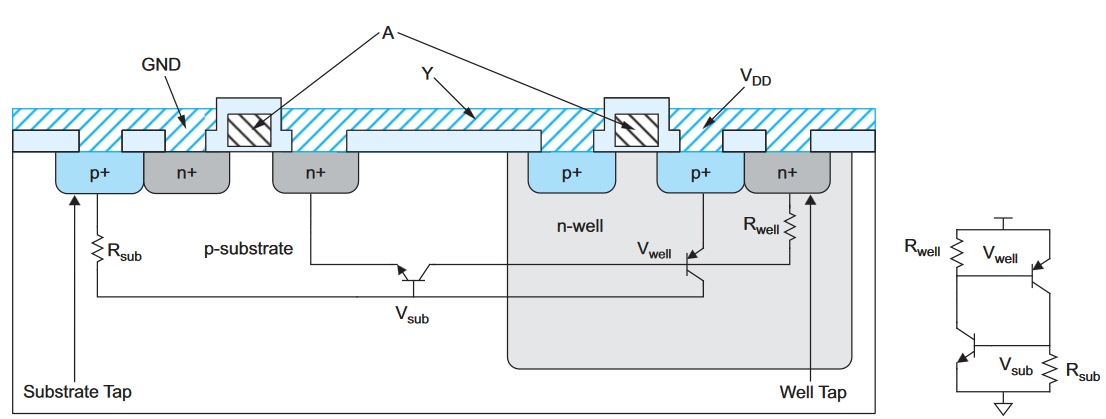 A
GND
Y
VDD
p+
n+
n+
p+
p+
n+
n-well
Rwell
Rsub
p-substrate
Vwell
Vsub
Substrate Tap
Well Tap
Rwell
Vwell
Vsub
Rsub